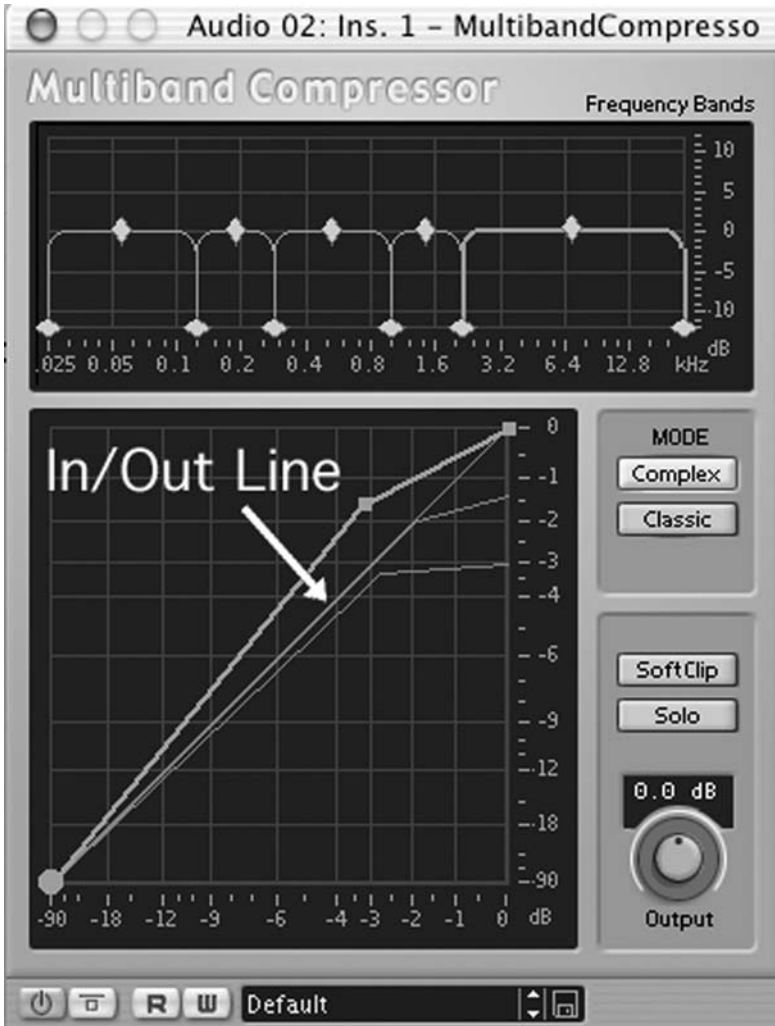 Audio 02: Ins. 1 – MultibandCompresso
Multiband Compressor
Frequency Bands
10
5
0
-5
-10
dB
.025 0.05 0.1 0.2 0.4 0.8 1.6 3.2 6.4 12.8 kHz
In/Out Line
0
-1
-2
-3
-4
-6
-9
-12
-18
-90
-90 -18 -12 -9 -6 -4 -3 -2 -1 0 dB
MODE
Complex
Classic
SoftClip
Solo
0.0 dB
Output
R W Default